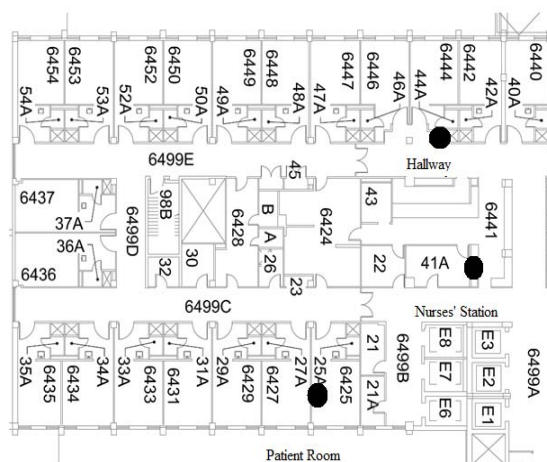 6454
6453
6452
6450
6449
6448
6447
6446
6444
6442
6440
54A
53A
52A
50A
49A
48A
47A
46A
44A
42A
40A
Hallway
6499E
45
6437
37A
98B
B
43
6424
6441
6428
A
36A
6499D
6436
32
30
26
22
41A
23
6499C
Nurses' Station
35A
6435
6434
34A
33A
6433
6431
31A
29A
6429
6427
27A
25A
6425
21
21A
6499B
E8
E7
E6
E3
E2
E1
6499A
Patient Room